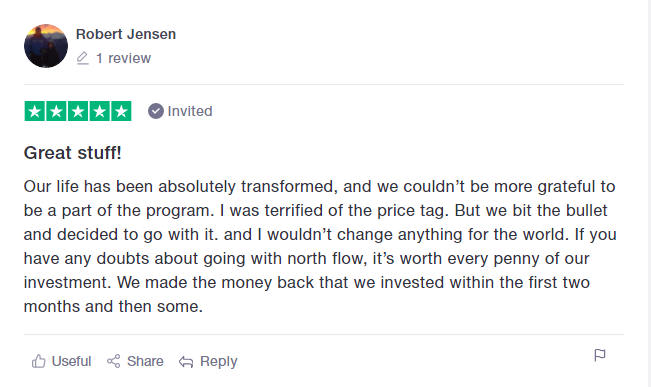 Robert Jensen
1 review
Invited
Great stuff!
Our life has been absolutely transformed, and we couldn’t be more grateful to
be a part of the program. I was terrified of the price tag. But we bit the bullet
and decided to go with it. and I wouldn’t change anything for the world. If you
have any doubts about going with north flow, it’s worth every penny of our
investment. We made the money back that we invested within the first two
months and then some.
Useful Share Reply